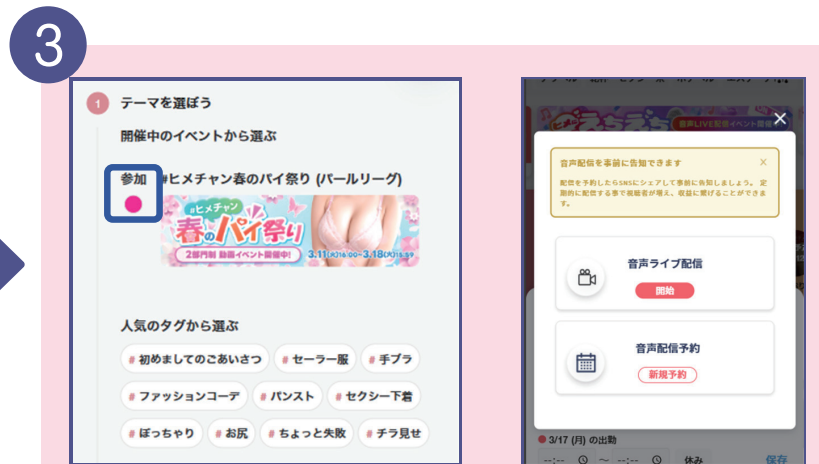 3
1 テーマを選ぼう
開催中のイベントから選ぶ
参加 #ヒメチャン春のパイ祭り (パールリーグ)
#ヒメチャン
春のパイ祭り
2部門制 動画イベント開催中! 3.11(火)16:00~3.18(火)15:59
人気のタグから選ぶ
# 初めましてのごあいさつ # セーラー服 # 手ブラ
# ファッションコーデ # パンスト # セクシー下着
# ぽっちゃり # お尻 # ちょっと失敗 # チラ見せ
音声LIVE配信イベント開催
×
音声配信を事前に告知できます X
配信を予約したらSNSにシェアして事前に告知しましょう。 定
期的に配信する事で視聴者が増え、収益に繋げることができま
す。
音声ライブ配信
開始
音声配信予約
新規予約
3/17 (月) の出勤
--:-- ~ --:-- 休み 保存